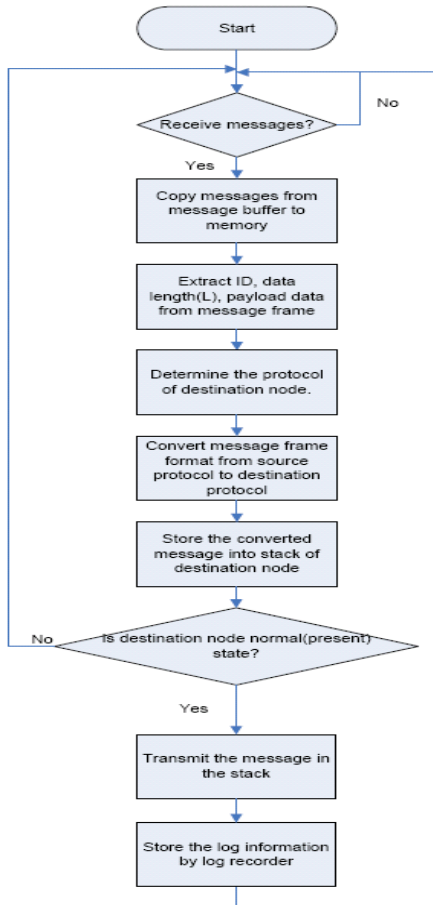 Start
No
Receive messages?
Yes
Copy messages from
message buffer to
memory
Extract ID, data
length(L), payload data
from message frame
Determine the protocol
of destination node.
Convert message frame
format from source
protocol to destination
protocol
Store the converted
message into stack of
destination node
No
Is destination node normal(present)
state?
Yes
Transmit the message in
the stack
Store the log information
by log recorder